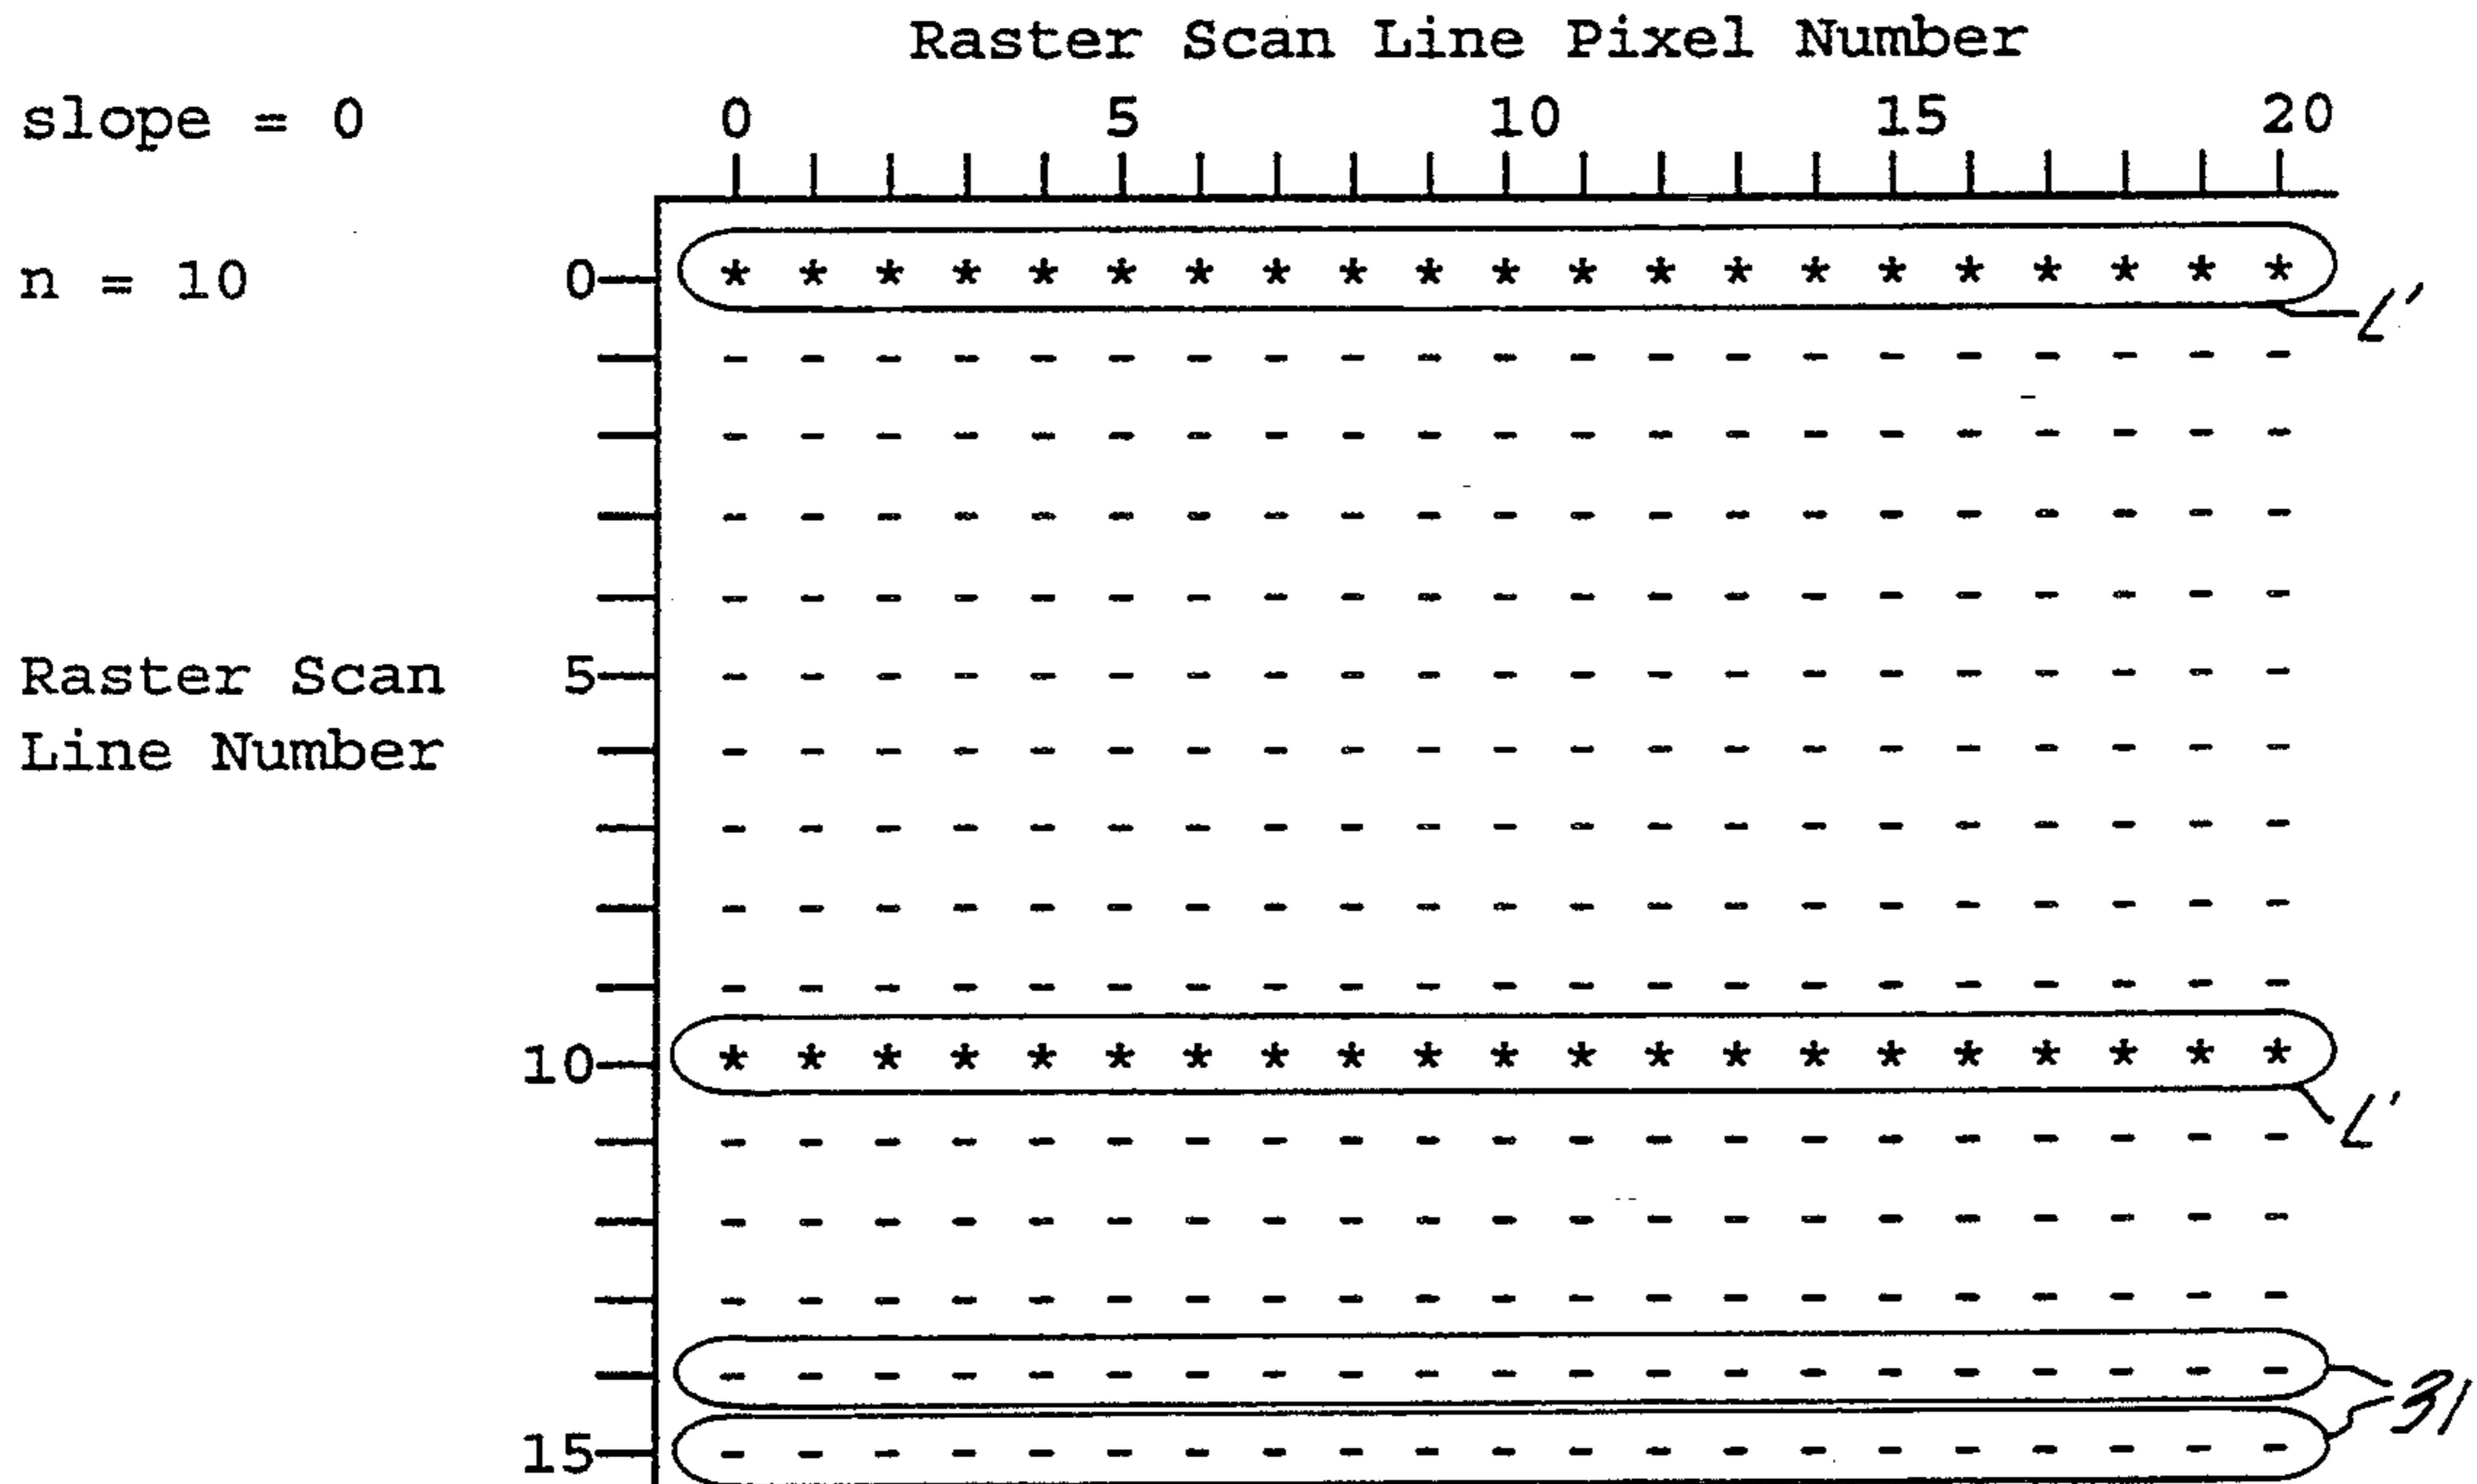 Raster Scan Line Pixel Number
slope = 0 0 5 10 15 20
n = 10 0 * * * * * * * * * * * * * * * * * * * * *
L'
- - - - - - - - - - - - - - - - - - - - -
- - - - - - - - - - - - - - - - - - - - -
- - - - - - - - - - - - - - - - - - - - -
- - - - - - - - - - - - - - - - - - - - -
Raster Scan 5 - - - - - - - - - - - - - - - - - - - - -
Line Number - - - - - - - - - - - - - - - - - - - - -
- - - - - - - - - - - - - - - - - - - - -
- - - - - - - - - - - - - - - - - - - - -
- - - - - - - - - - - - - - - - - - - - -
10 * * * * * * * * * * * * * * * * * * * * *
L'
- - - - - - - - - - - - - - - - - - - - -
- - - - - - - - - - - - - - - - - - - - -
- - - - - - - - - - - - - - - - - - - - -
- - - - - - - - - - - - - - - - - - - - -
31
15 - - - - - - - - - - - - - - - - - - - - -